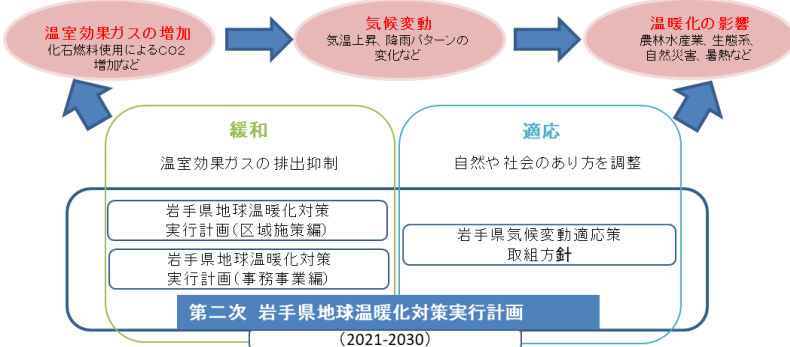 温室効果ガスの増加
化石燃料使用によるCO2
増加など
気候変動
気温上昇、降雨パターンの
変化など
温暖化の影響
農林水産業、生態系、
自然災害、暑熱など
緩和
温室効果ガスの排出抑制
適応
自然や社会のあり方を調整
岩手県地球温暖化対策
実行計画(区域施策編)
岩手県地球温暖化対策
実行計画(事務事業編)
岩手県気候変動適応策
取組方針
第二次 岩手県地球温暖化対策実行計画
(2021-2030)